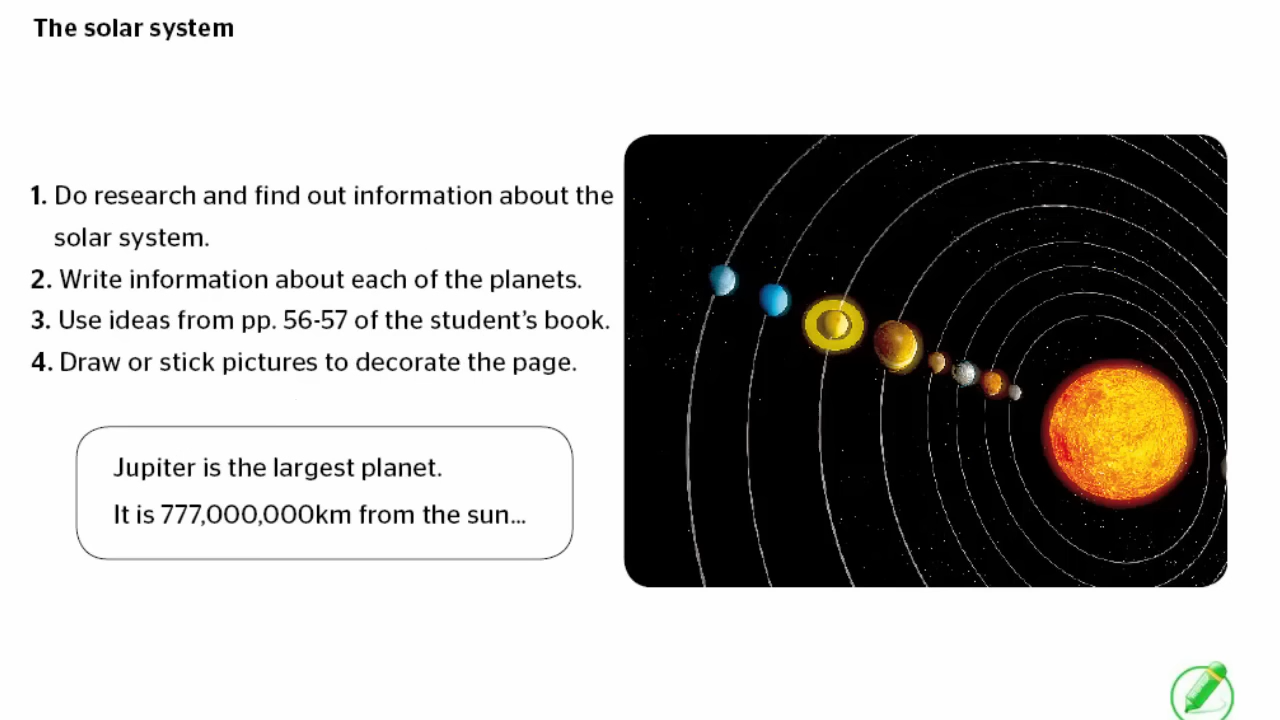 The solar system
1. Do research and find out information about the
solar system.
2. Write information about each of the planets.
3. Use ideas from pp. 56-57 of the student’s book.
4. Draw or stick pictures to decorate the page.
Jupiter is the largest planet.
It is 777,000,000km from the sun...